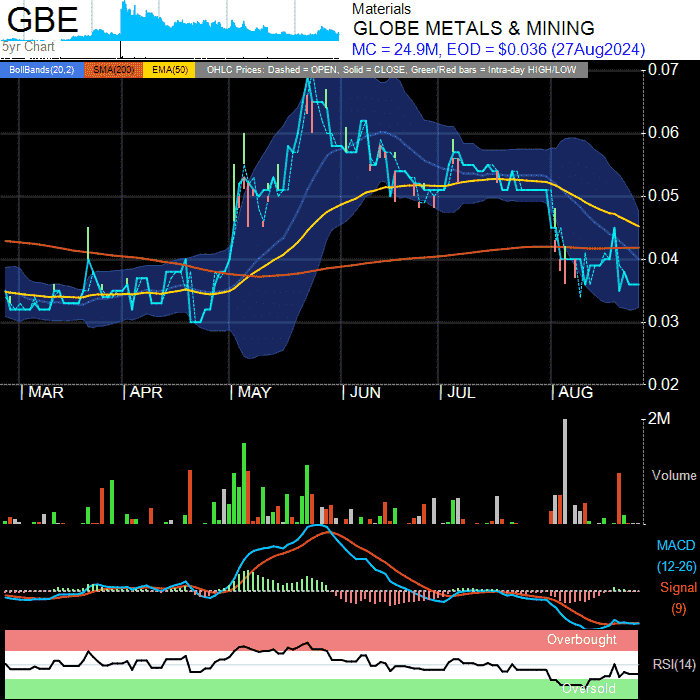 GBE
5yr Chart
Materials
GLOBE METALS & MINING
MC = 24.9M, EOD = $0.036 (27Aug2024)
BollBands(20,2) SMA(200) EMA(50) OHLC Prices: Dashed = OPEN, Solid = CLOSE, Green/Red bars = Intra-day HIGH/LOW
0.07
0.06
0.05
0.04
0.03
0.02
| MAR | APR | MAY | JUN | JUL | AUG
2M
Volume
MACD
(12-26)
Signal
(9)
Overbought
RSI(14)
Oversold